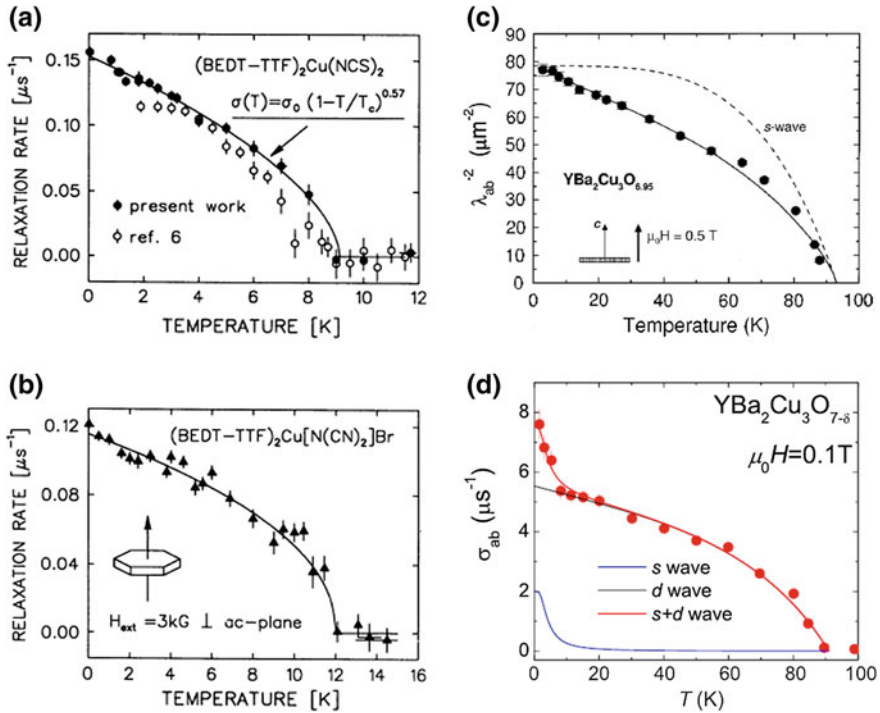 (a)
RELAXATION RATE [μs⁻¹]
0.15
0.10
0.05
0.00
(BEDT-TTF)₂Cu(NCS)₂
σ(T)=σ₀ (1-T/T_c)^0.57
present work
ref. 6
0 2 4 6 8 10 12
TEMPERATURE [K]
(b)
RELAXATION RATE [μs⁻¹]
0.12
0.08
0.04
0.00
(BEDT-TTF)₂Cu[N(CN)₂]Br
H_ext =3kG ⊥ ac-plane
0 2 4 6 8 10 12 14 16
TEMPERATURE [K]
(c)
λ_ab⁻² (μm⁻²)
90
80
70
60
50
40
30
20
10
0
s-wave
YBa₂Cu₃O₆.₉₅
c
μ₀H = 0.5 T
0 20 40 60 80 100
Temperature (K)
(d)
σ_ab (μs⁻¹)
8
6
4
2
0
YBa₂Cu₃O₇₋δ
μ₀H=0.1T
s wave
d wave
s+d wave
0 20 40 60 80 100
T (K)